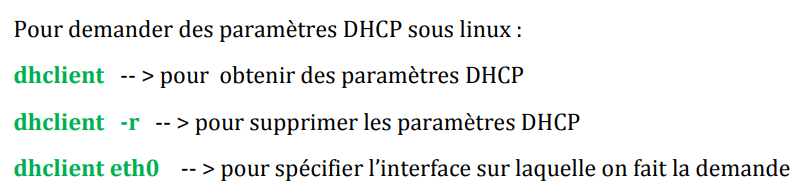 Pour demander des paramètres DHCP sous linux :
dhclient -- > pour obtenir des paramètres DHCP
dhclient -r -- > pour supprimer les paramètres DHCP
dhclient eth0 -- > pour spécifier l’interface sur laquelle on fait la demande